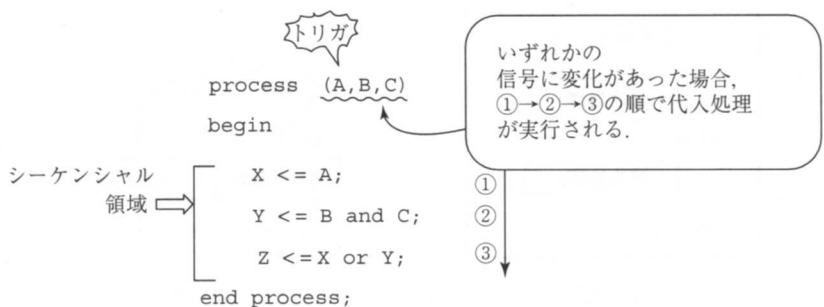 トリガ
process (A,B,C)
begin
いずれかの
信号に変化があった場合,
①→②→③の順で代入処理
が実行される.
シーケンシャル
領域
X <= A;
①
Y <= B and C;
②
Z <=X or Y;
③
end process;